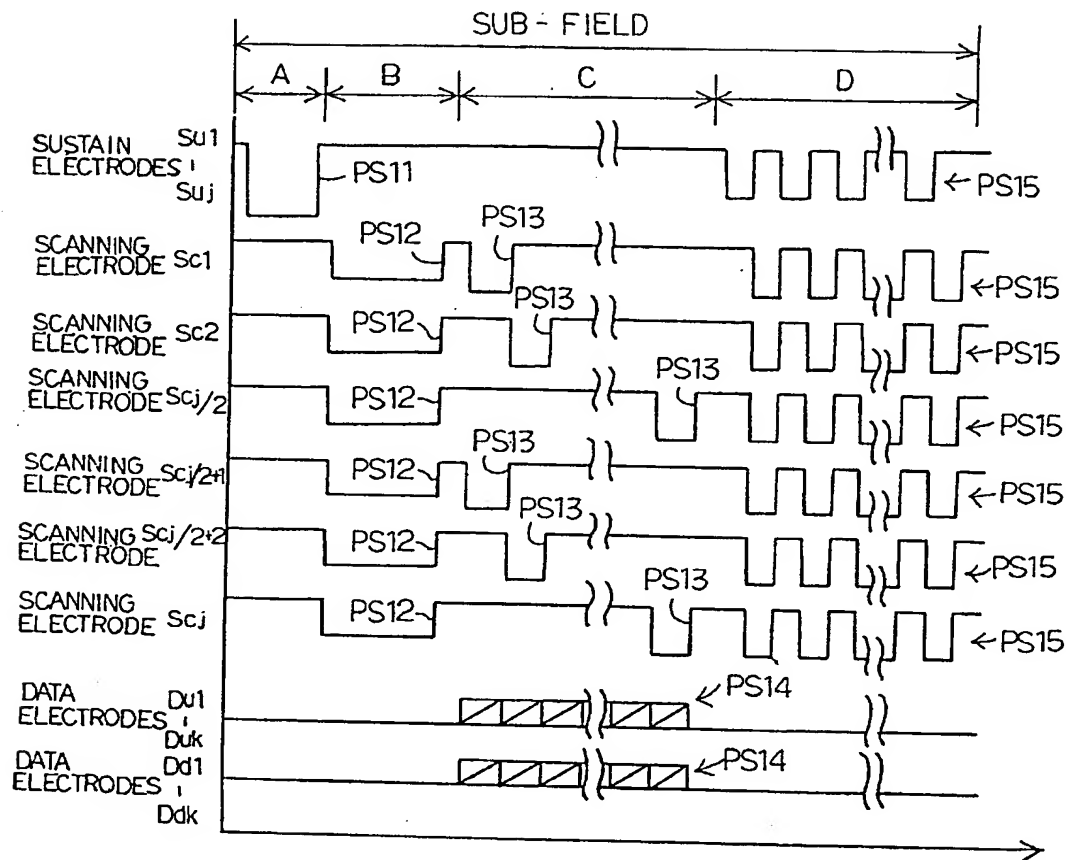 SUB-FIELD
A B C D
SUSTAIN ELECTRODES Su1 - Suj PS11 PS15
SCANNING ELECTRODE Sc1 PS12 PS13 PS15
SCANNING ELECTRODE Sc2 PS12 PS13 PS15
SCANNING ELECTRODE Scj/2 PS12 PS13 PS15
SCANNING ELECTRODE Scj/2+1 PS12 PS13 PS15
SCANNING ELECTRODE Scj/2+2 PS12 PS13 PS15
SCANNING ELECTRODE Scj PS12 PS13 PS15
DATA ELECTRODES Du1 - Duk PS14
DATA ELECTRODES Dd1 - Ddk PS14